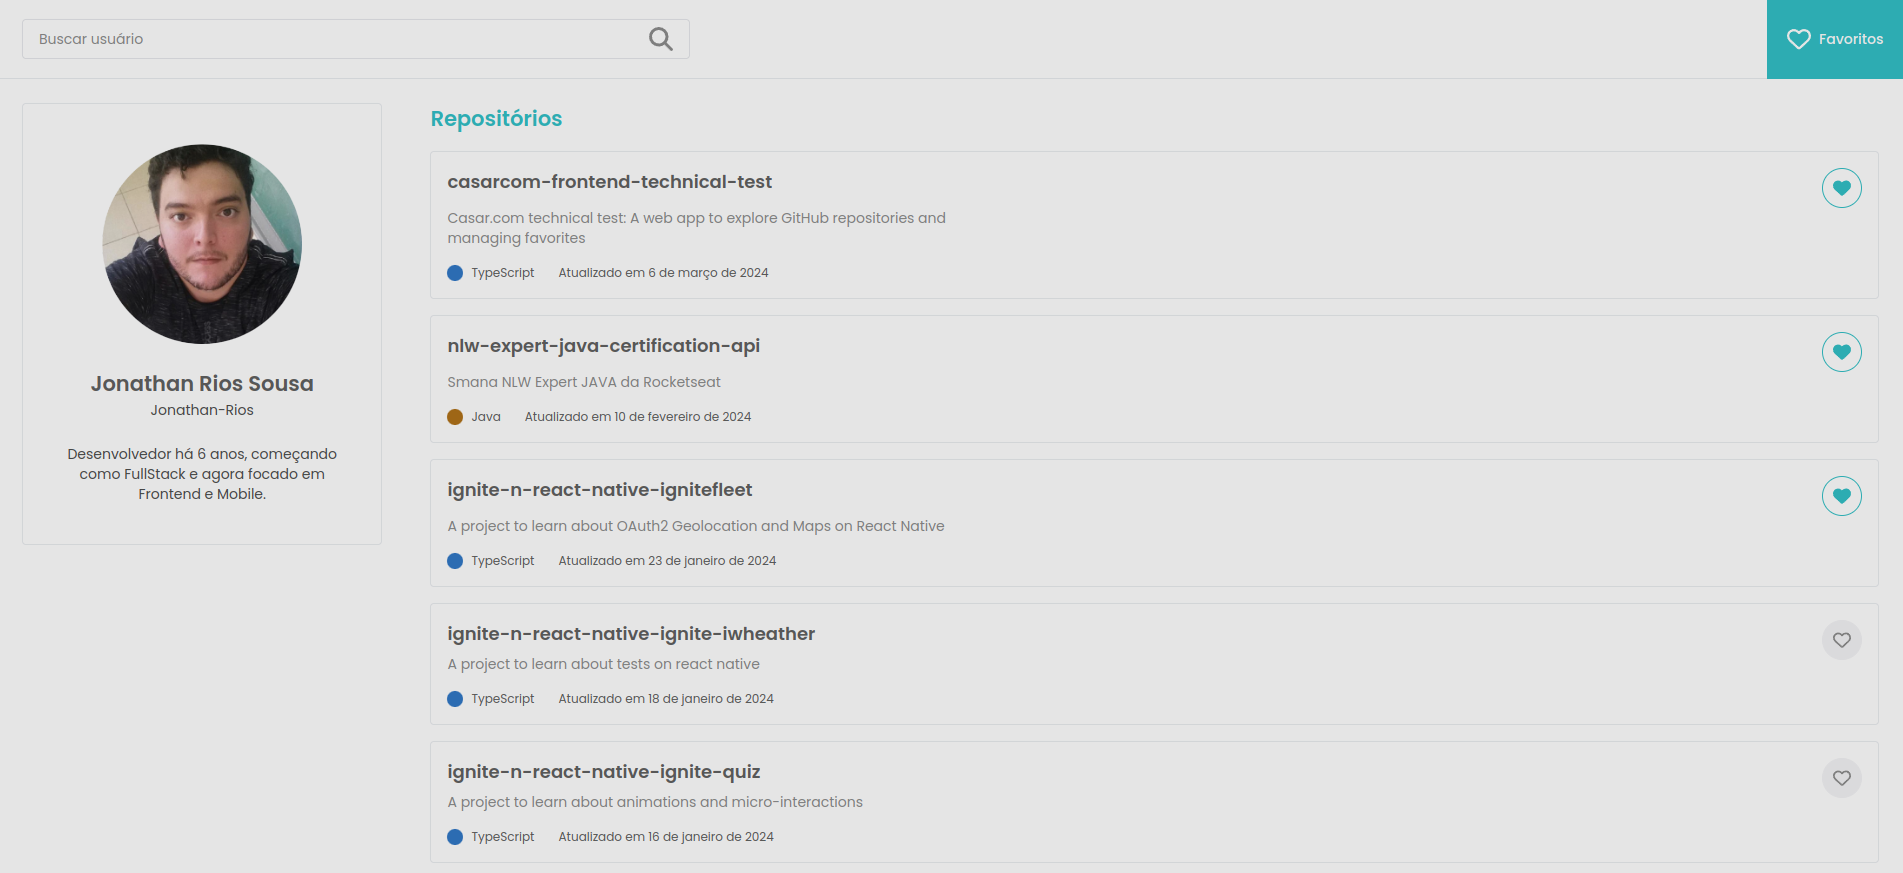 Buscar usuário
Favoritos
Jonathan Rios Sousa
Jonathan-Rios
Desenvolvedor há 6 anos, começando
como FullStack e agora focado em
Frontend e Mobile.
Repositórios
casarcom-frontend-technical-test
Casar.com technical test: A web app to explore GitHub repositories and
managing favorites
TypeScript Atualizado em 6 de março de 2024
nlw-expert-java-certification-api
Smana NLW Expert JAVA da Rocketseat
Java Atualizado em 10 de fevereiro de 2024
ignite-n-react-native-ignitefleet
A project to learn about OAuth2 Geolocation and Maps on React Native
TypeScript Atualizado em 23 de janeiro de 2024
ignite-n-react-native-ignite-iwheather
A project to learn about tests on react native
TypeScript Atualizado em 18 de janeiro de 2024
ignite-n-react-native-ignite-quiz
A project to learn about animations and micro-interactions
TypeScript Atualizado em 16 de janeiro de 2024